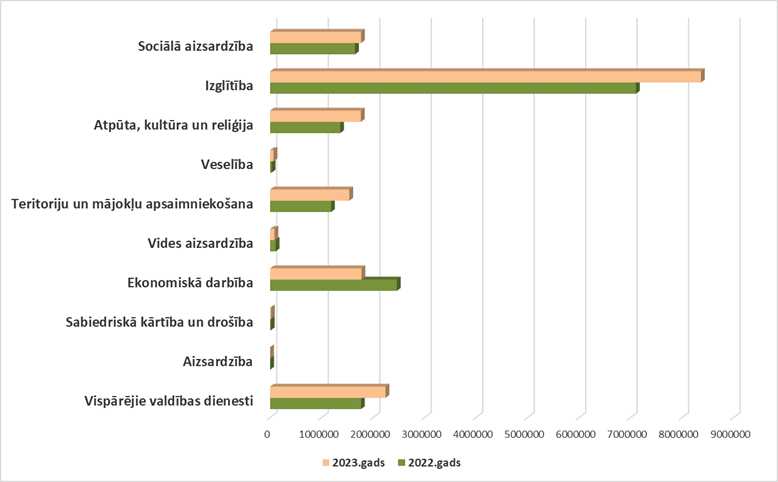 Sociālā aizsardzība
Izglītība
Atpūta, kultūra un reliģija
Veselība
Teritoriju un mājokļu apsaimniekošana
Vides aizsardzība
Ekonomiskā darbība
Sabiedriskā kārtība un drošība
Aizsardzība
Vispārējie valdības dienesti
0 1000000 2000000 3000000 4000000 5000000 6000000 7000000 8000000 9000000
2023.gads 2022.gads